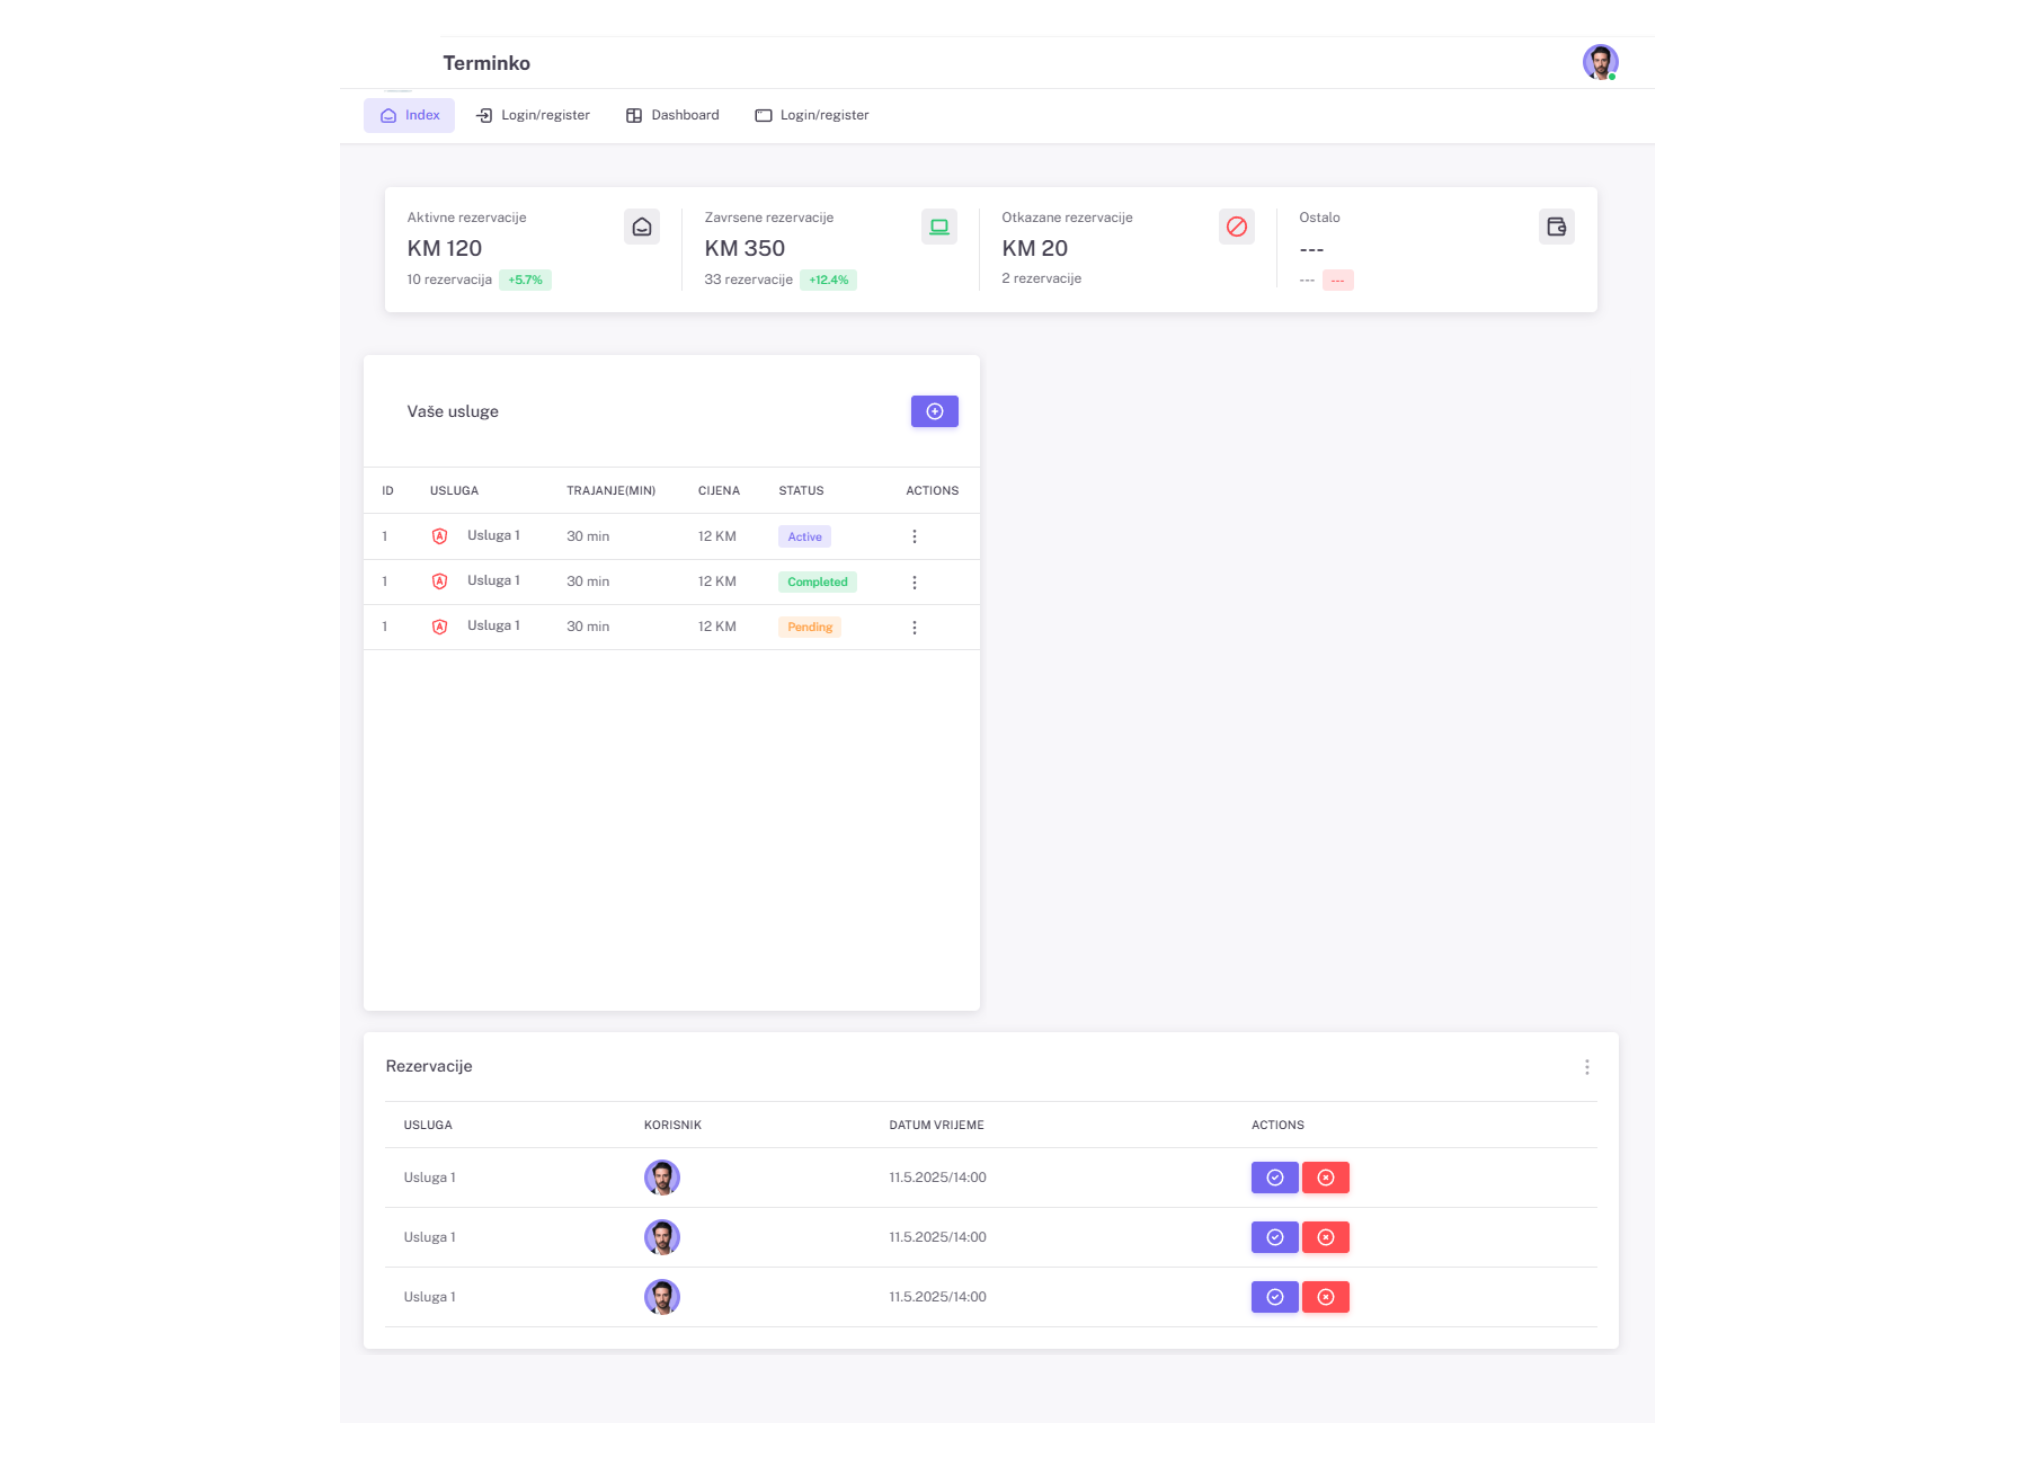 Terminko
Index Login/register Dashboard Login/register
Aktivne rezervacije
KM 120
10 rezervacija +5.7%
Zavrsene rezervacije
KM 350
33 rezervacije +12.4%
Otkazane rezervacije
KM 20
2 rezervacije
Ostalo
---
--- ---
Vaše usluge
ID USLUGA TRAJANJE(MIN) CIJENA STATUS ACTIONS
1 Usluga 1 30 min 12 KM Active
1 Usluga 1 30 min 12 KM Completed
1 Usluga 1 30 min 12 KM Pending
Rezervacije
USLUGA KORISNIK DATUM VRIJEME ACTIONS
Usluga 1 11.5.2025/14:00
Usluga 1 11.5.2025/14:00
Usluga 1 11.5.2025/14:00